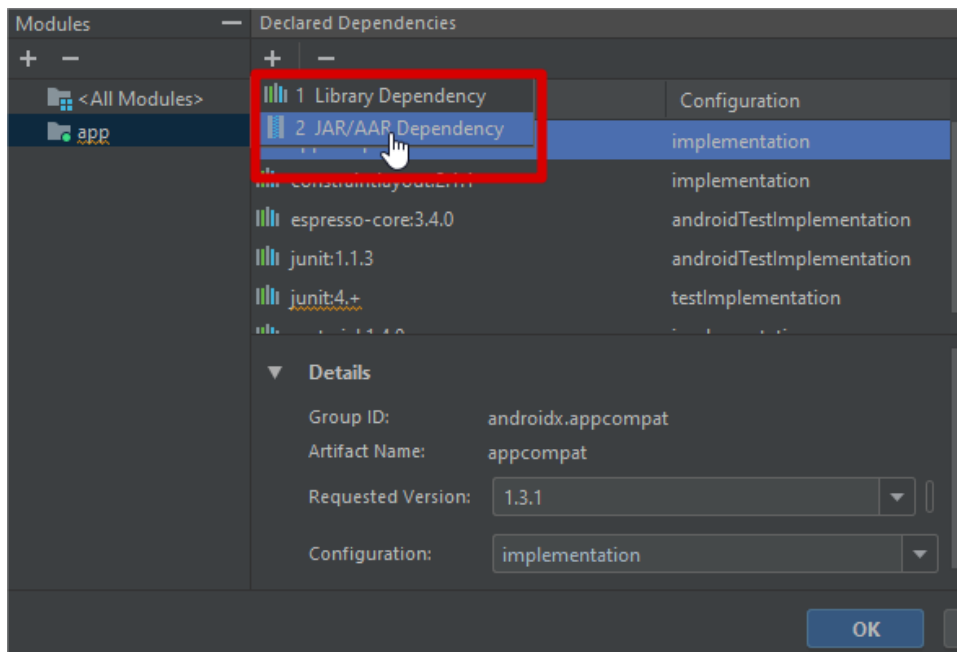 Modules
Declared Dependencies
<All Modules>
app
1 Library Dependency
2 JAR/AAR Dependency
Configuration
implementation
implementation
espresso-core:3.4.0 androidTestImplementation
junit:1.1.3 androidTestImplementation
junit:4.+ testImplementation
Details
Group ID: androidx.appcompat
Artifact Name: appcompat
Requested Version: 1.3.1
Configuration: implementation
OK